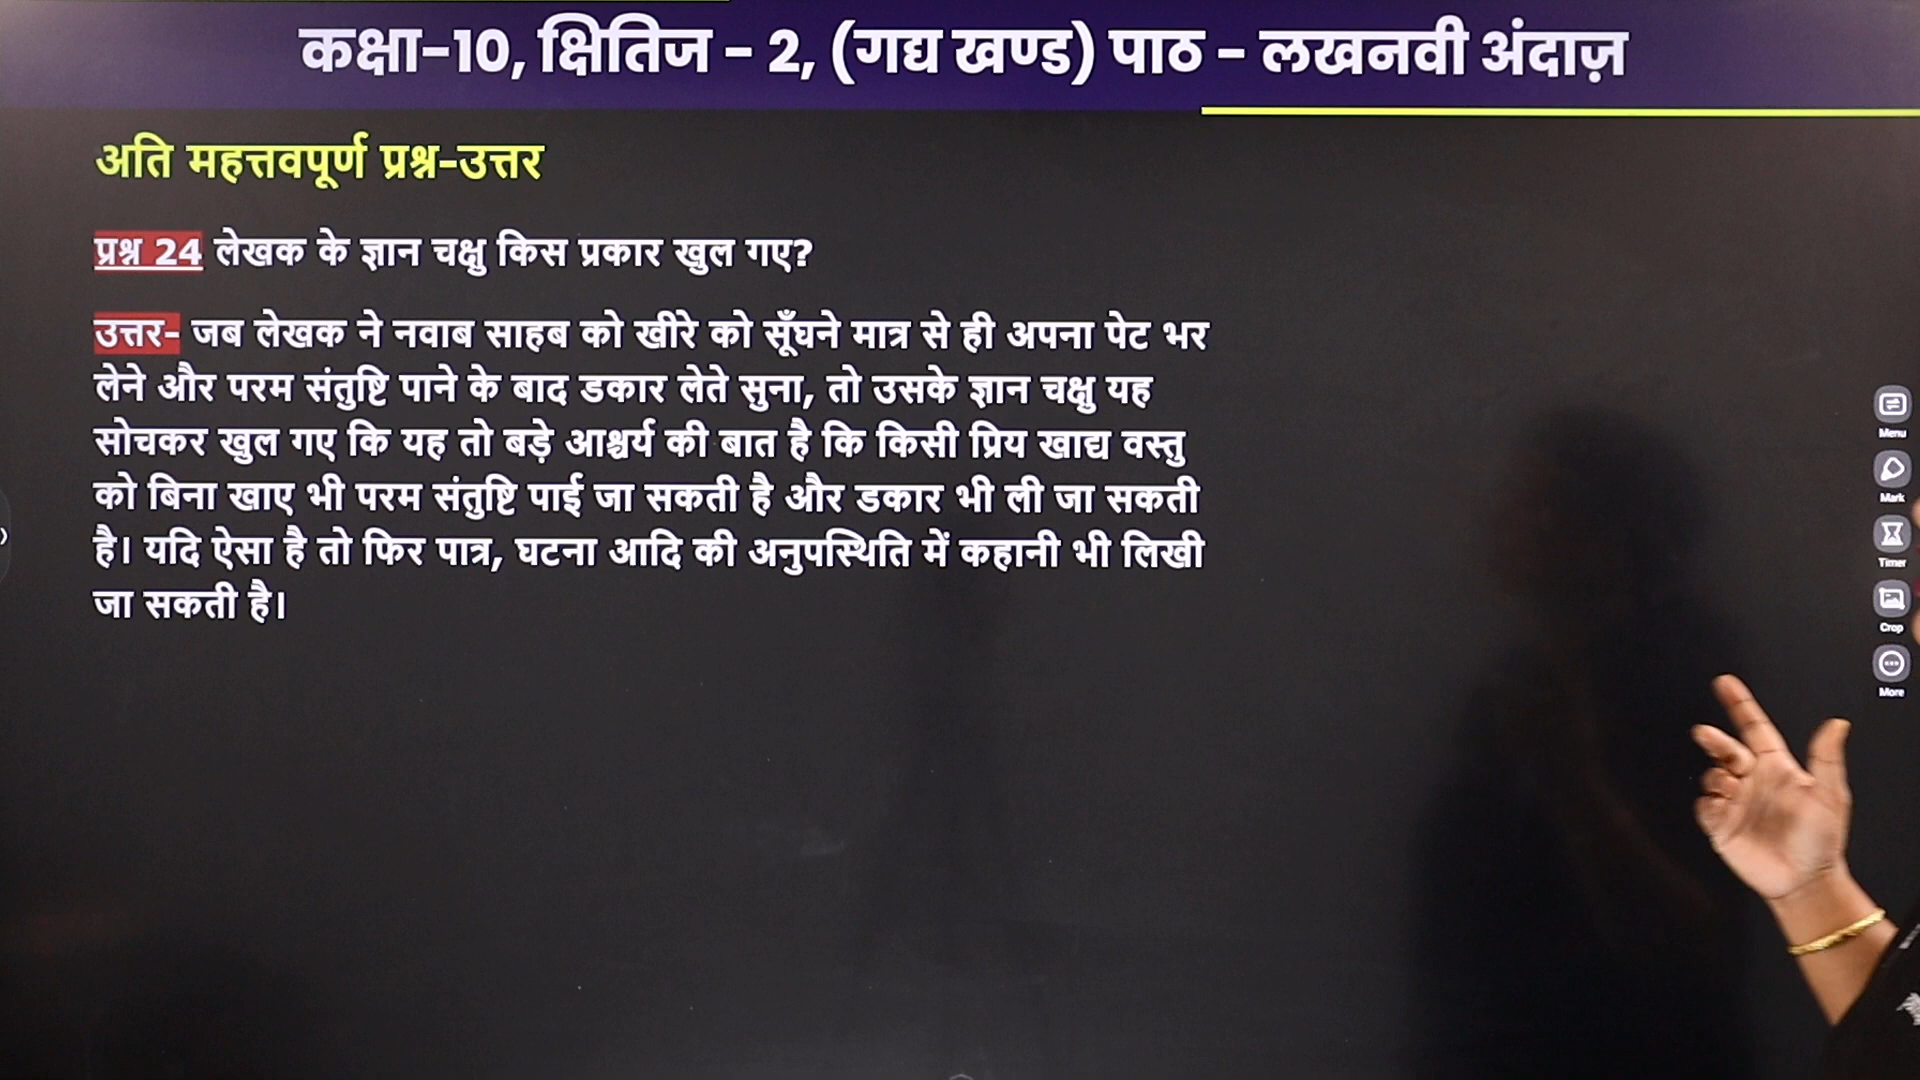 कक्षा-10, क्षितिज - 2, (गद्य खण्ड) पाठ - लखनवी अंदाज़
अति महत्तवपूर्ण प्रश्न-उत्तर
प्रश्न 24 लेखक के ज्ञान चक्षु किस प्रकार खुल गए?
उत्तर- जब लेखक ने नवाब साहब को खीरे को सूँघने मात्र से ही अपना पेट भर
लेने और परम संतुष्टि पाने के बाद डकार लेते सुना, तो उसके ज्ञान चक्षु यह
सोचकर खुल गए कि यह तो बड़े आश्चर्य की बात है कि किसी प्रिय खाद्य वस्तु
को बिना खाए भी परम संतुष्टि पाई जा सकती है और डकार भी ली जा सकती
है। यदि ऐसा है तो फिर पात्र, घटना आदि की अनुपस्थिति में कहानी भी लिखी
जा सकती है।
Menu
Mark
Timer
Crop
More